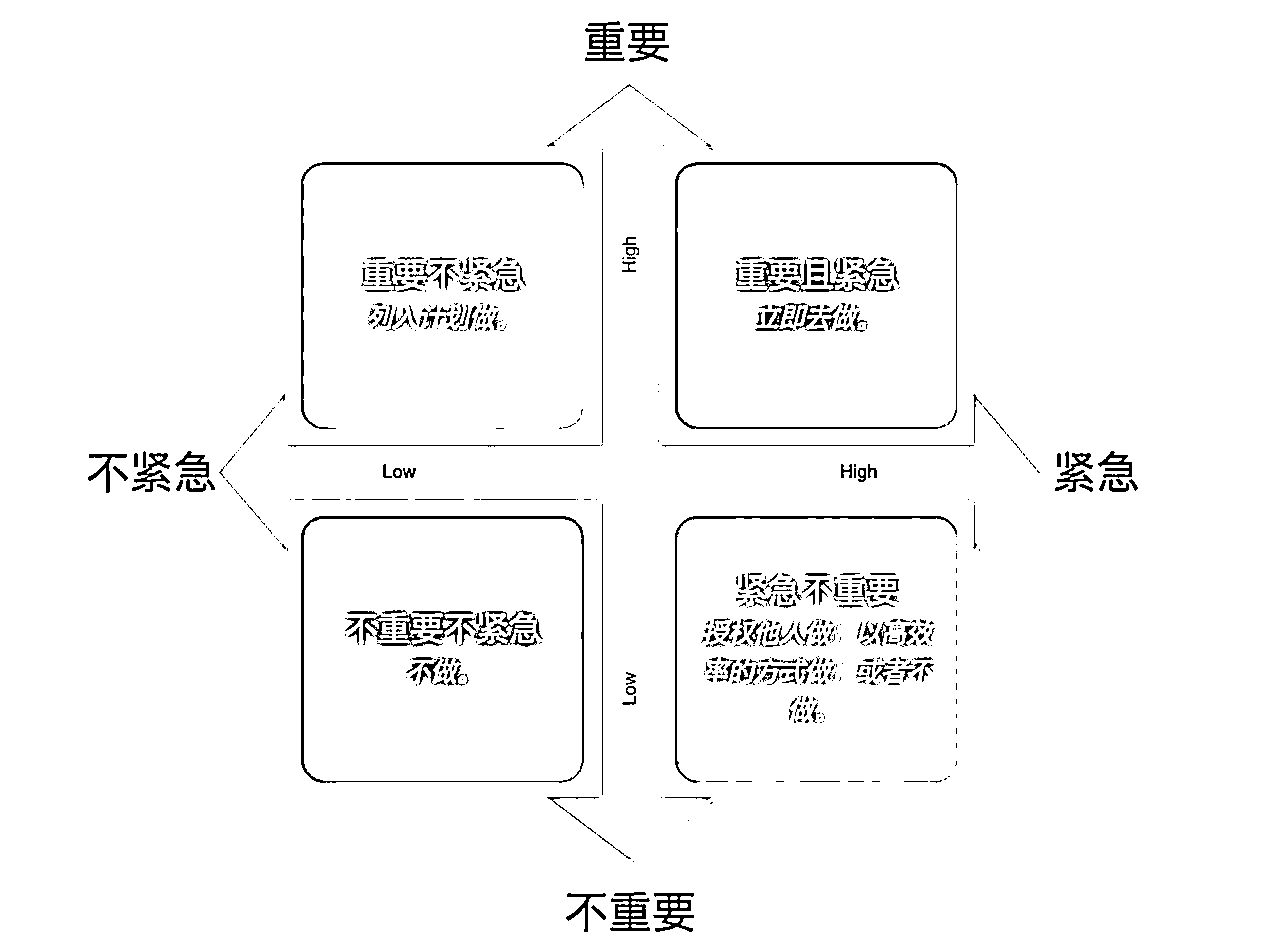 重要
High
重要不紧急
列入计划做。
重要且紧急
立即去做。
不紧急
Low
High
紧急
不重要不紧急
不做。
紧急不重要
授权他人做；以高效
率的方式做；或者不
做。
Low
不重要